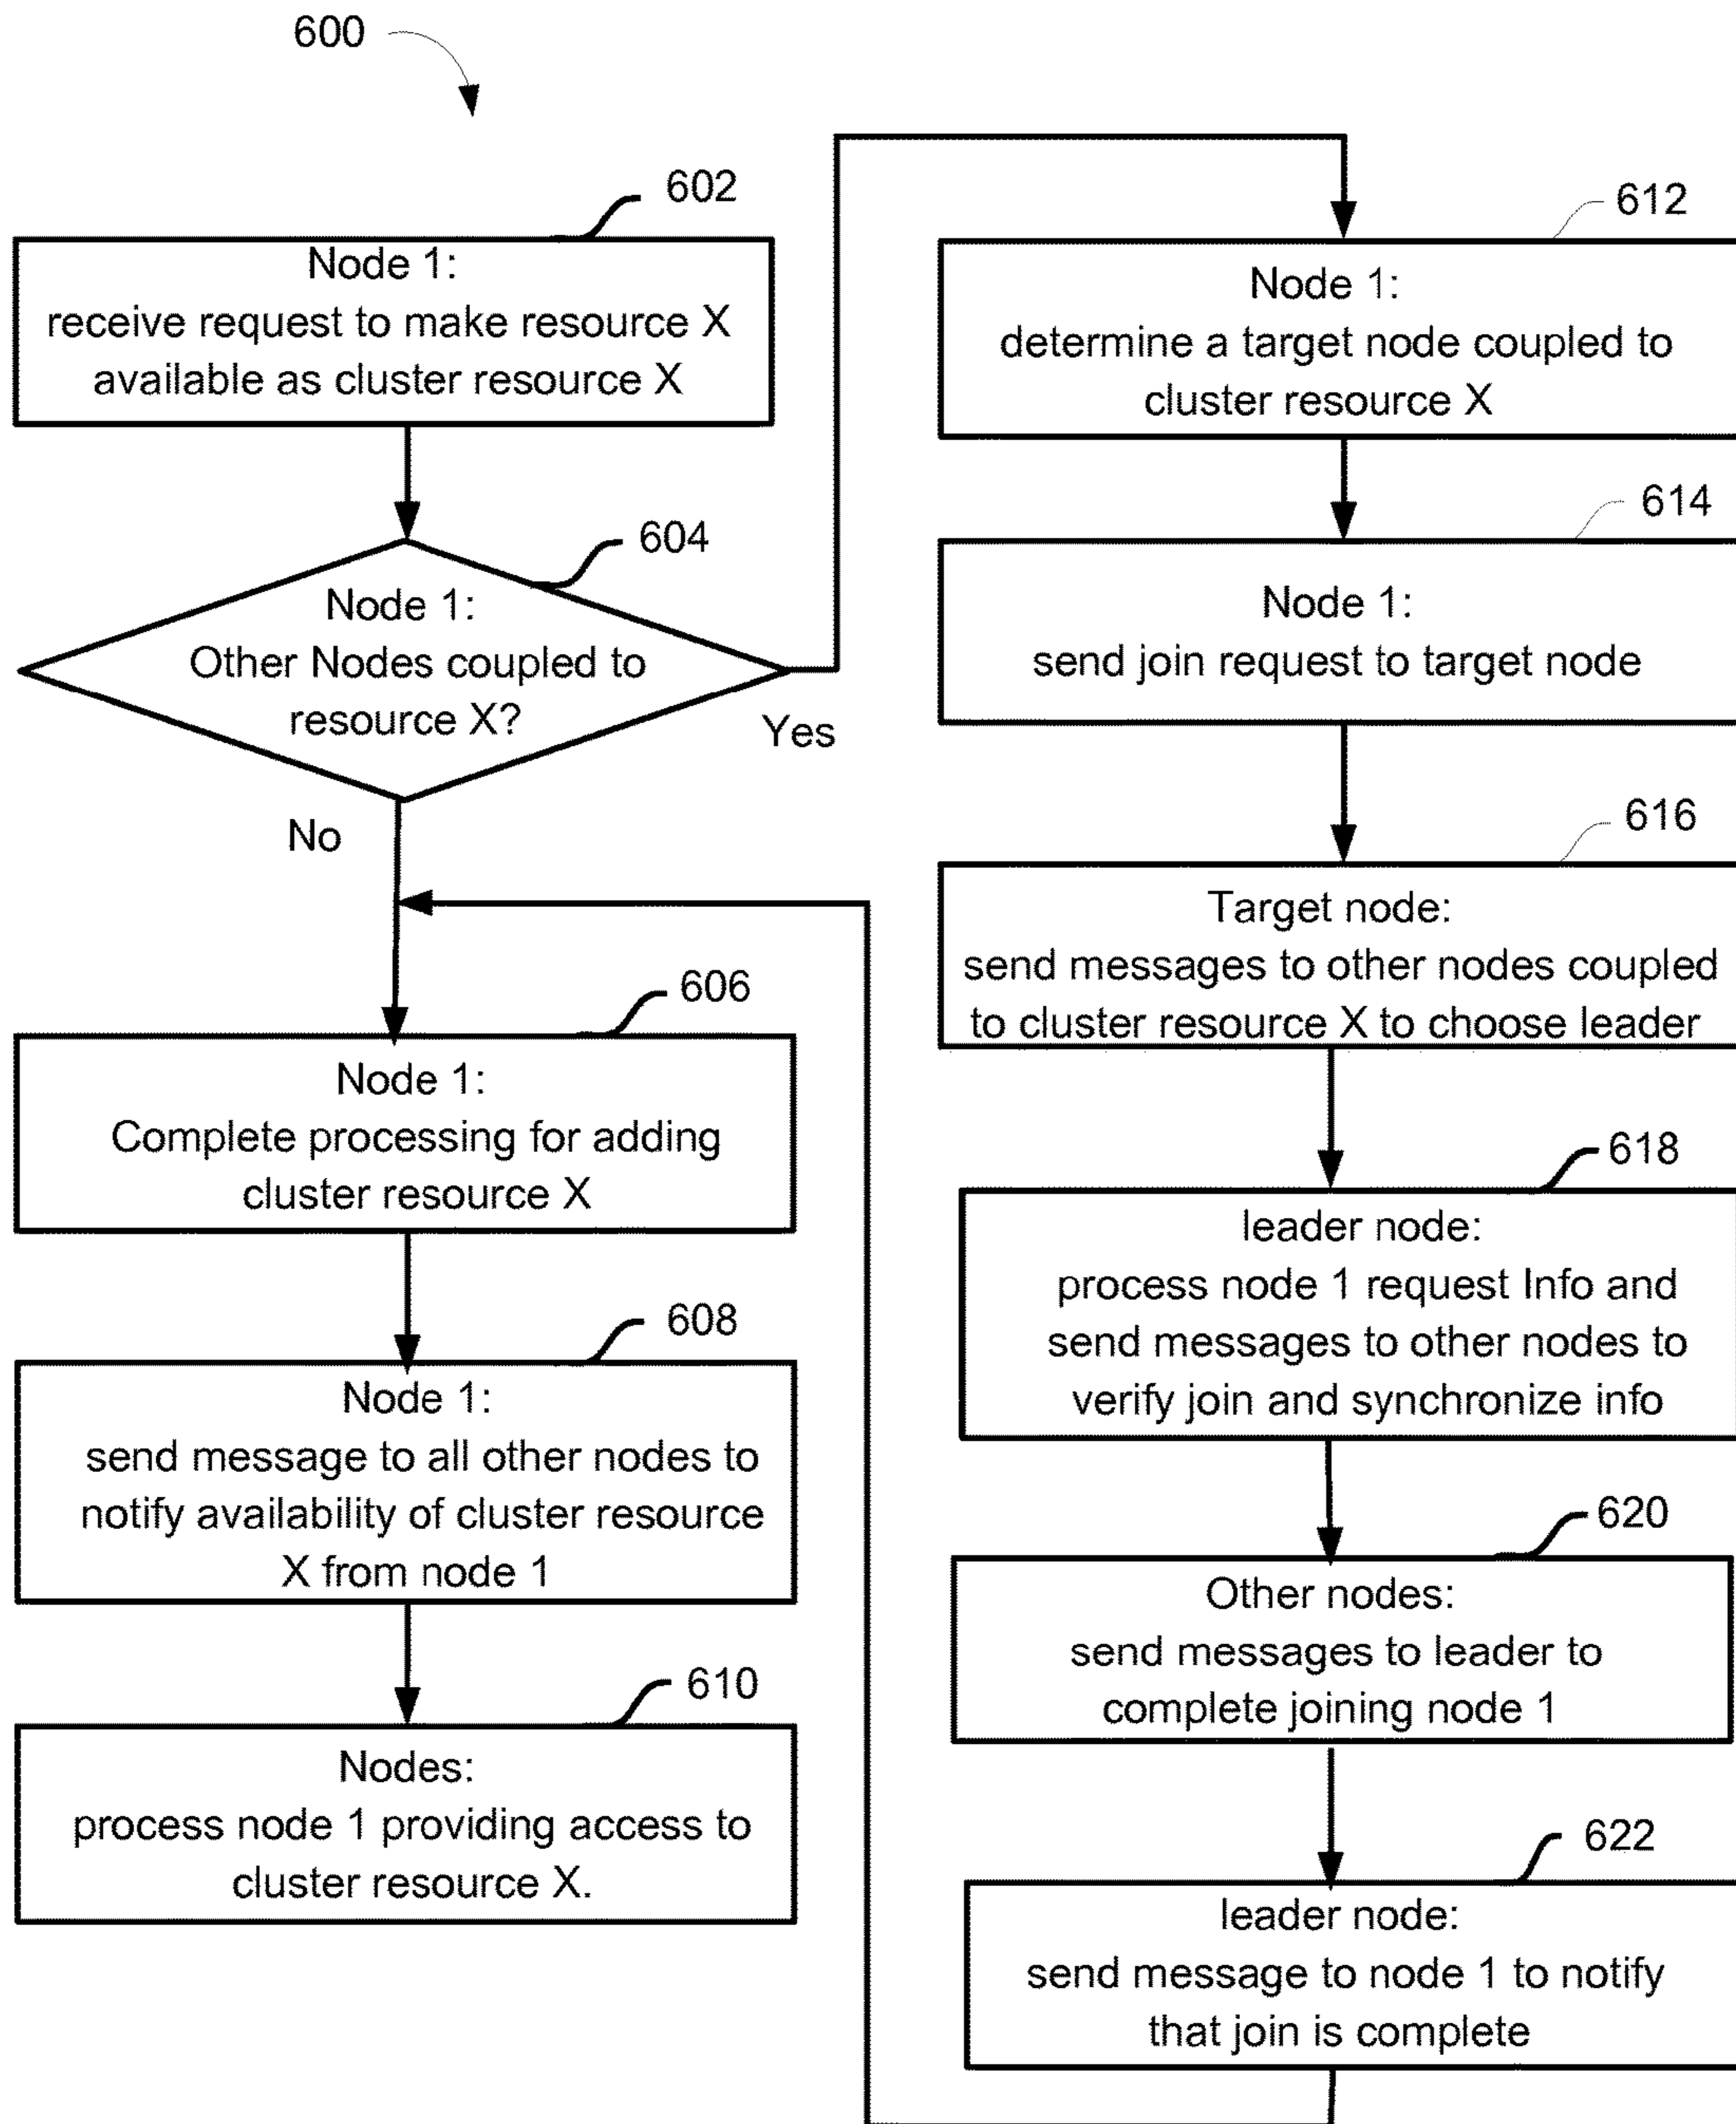 600
602
Node 1:
receive request to make resource X
available as cluster resource X
604
Node 1:
Other Nodes coupled to
resource X?
Yes
No
606
Node 1:
Complete processing for adding
cluster resource X
608
Node 1:
send message to all other nodes to
notify availability of cluster resource
X from node 1
610
Nodes:
process node 1 providing access to
cluster resource X.
612
Node 1:
determine a target node coupled to
cluster resource X
614
Node 1:
send join request to target node
616
Target node:
send messages to other nodes coupled
to cluster resource X to choose leader
618
leader node:
process node 1 request Info and
send messages to other nodes to
verify join and synchronize info
620
Other nodes:
send messages to leader to
complete joining node 1
622
leader node:
send message to node 1 to notify
that join is complete